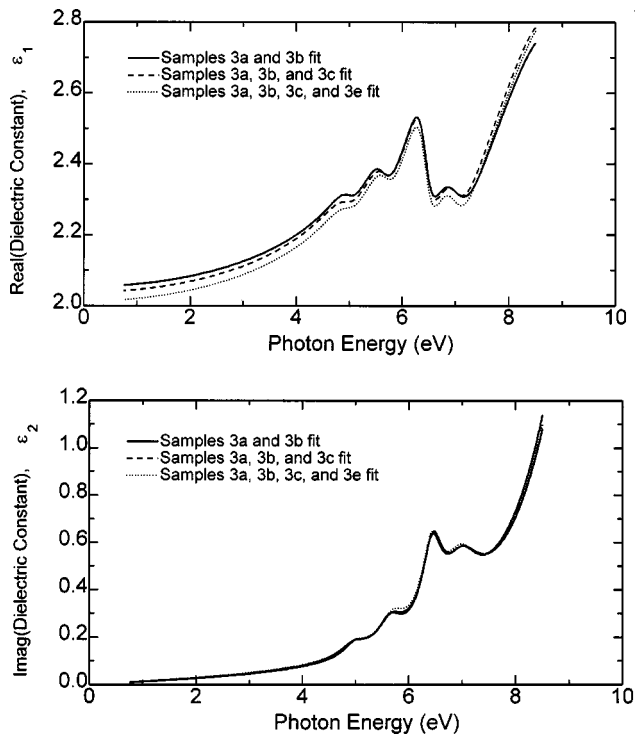 2.8
2.6
2.4
2.2
2.0
Real(Dielectric Constant), ε1
Samples 3a and 3b fit
Samples 3a, 3b, and 3c fit
Samples 3a, 3b, 3c, and 3e fit
0 2 4 6 8 10
Photon Energy (eV)
1.2
1.0
0.8
0.6
0.4
0.2
0.0
Imag(Dielectric Constant), ε2
Samples 3a and 3b fit
Samples 3a, 3b, and 3c fit
Samples 3a, 3b, 3c, and 3e fit
0 2 4 6 8 10
Photon Energy (eV)